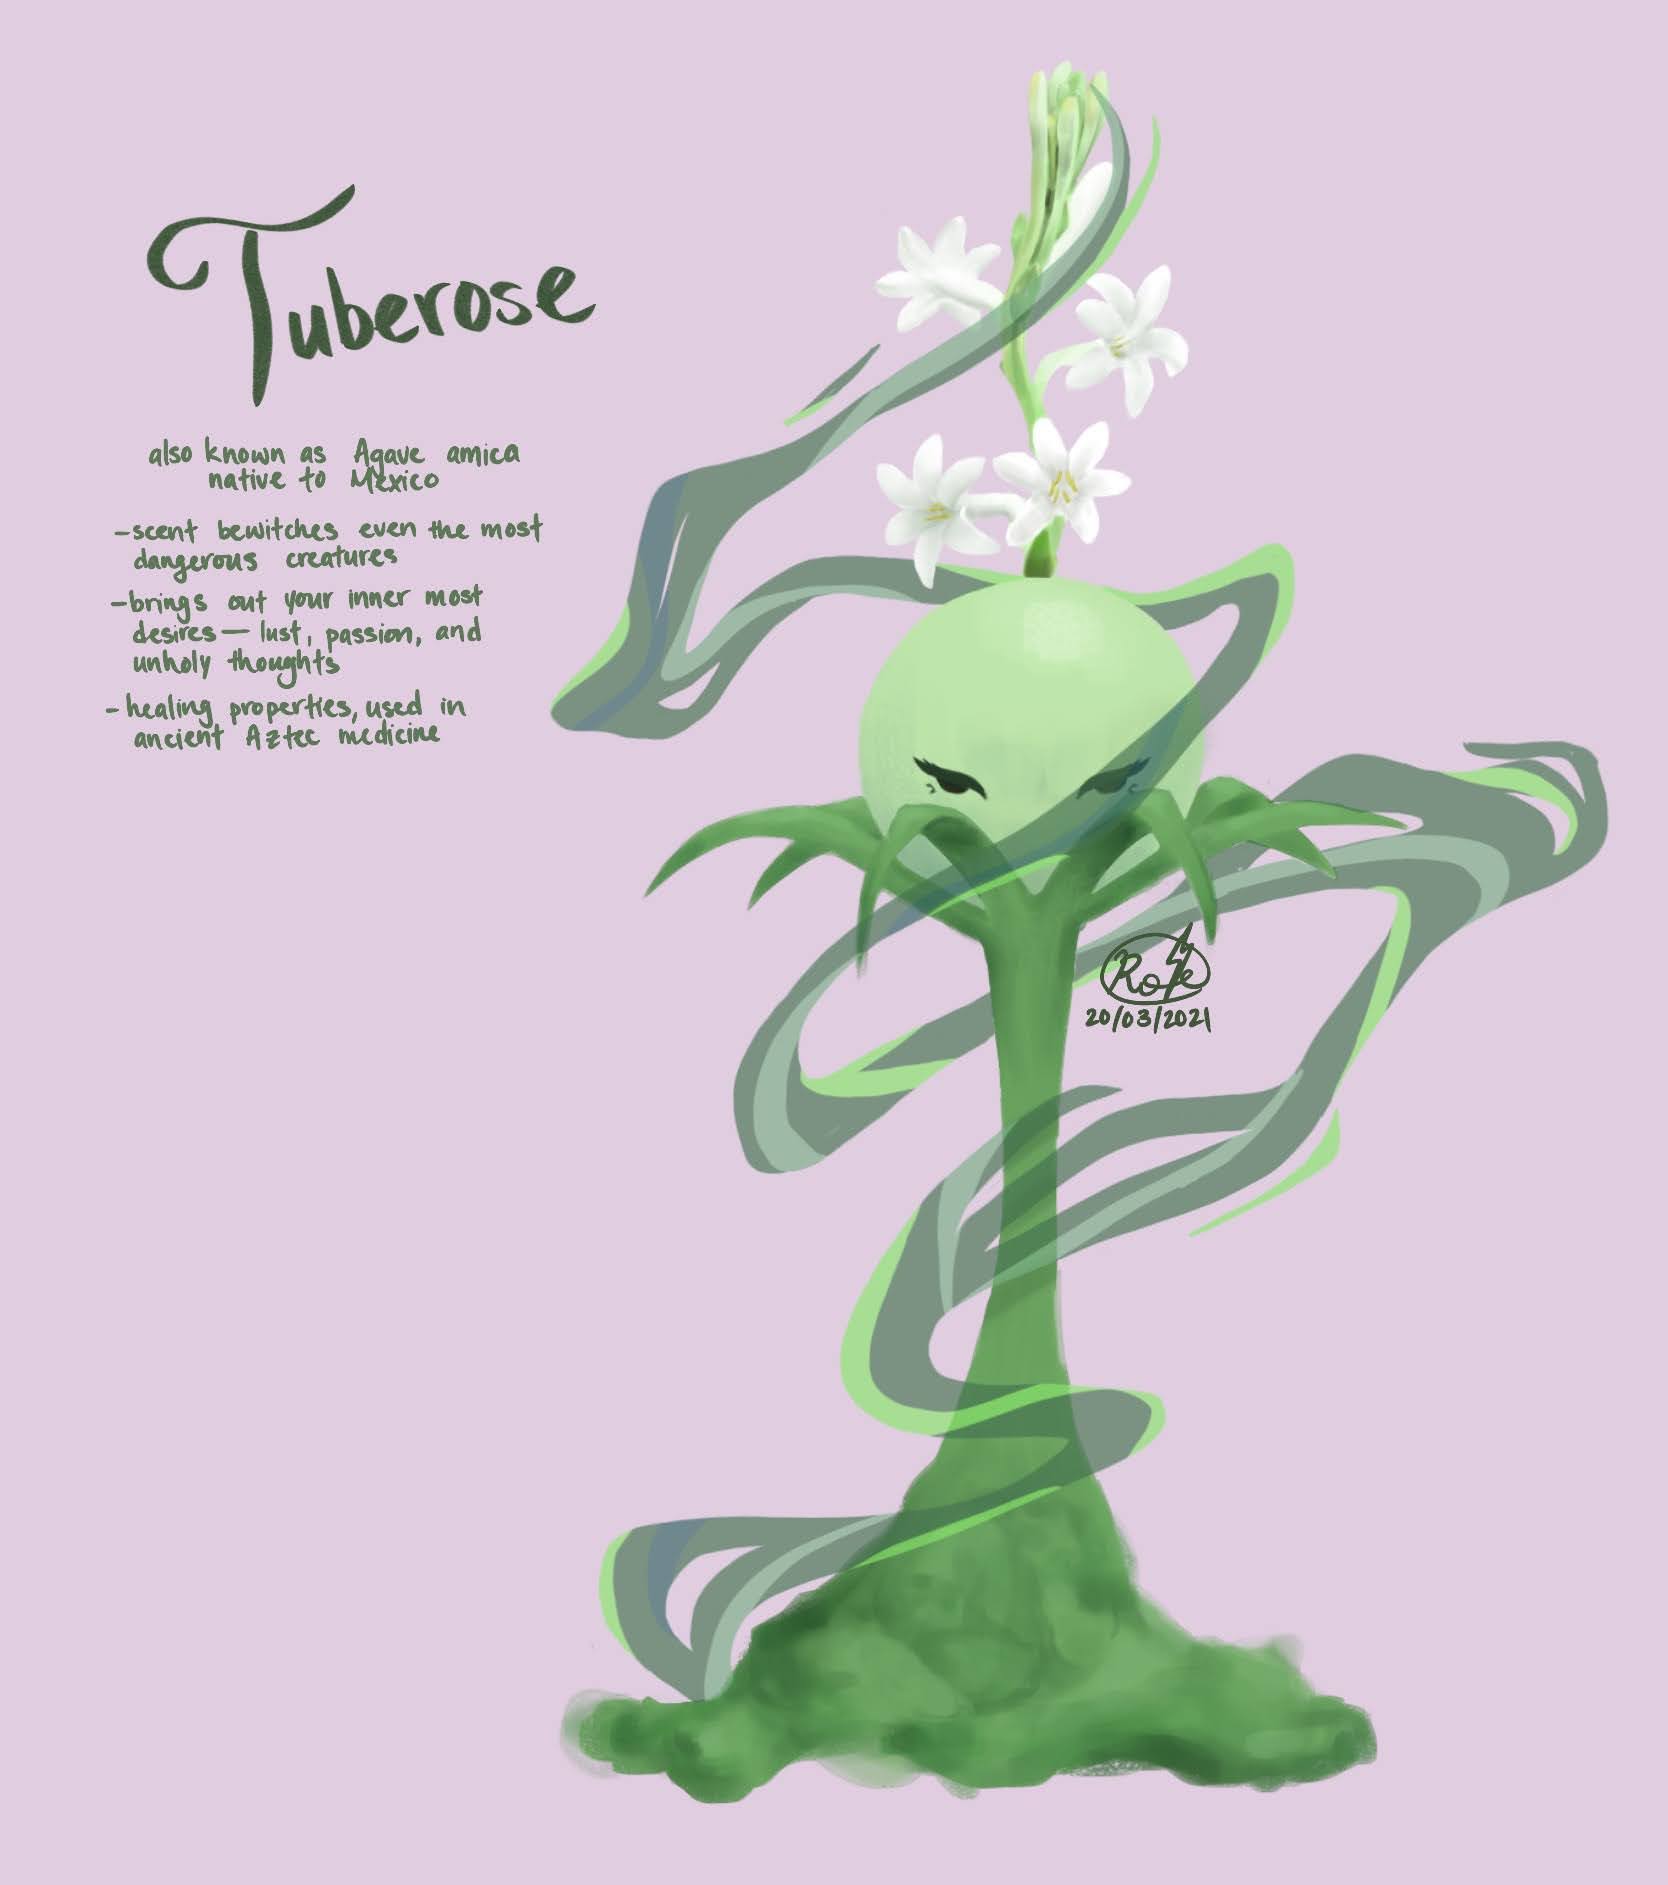 Tuberose
also known as Agave amica
native to Mexico
-scent bewitches even the most
dangerous creatures
-brings out your inner most
desires— lust, passion, and
unholy thoughts
-healing properties, used in
ancient Aztec medicine
Rose
20/03/2021